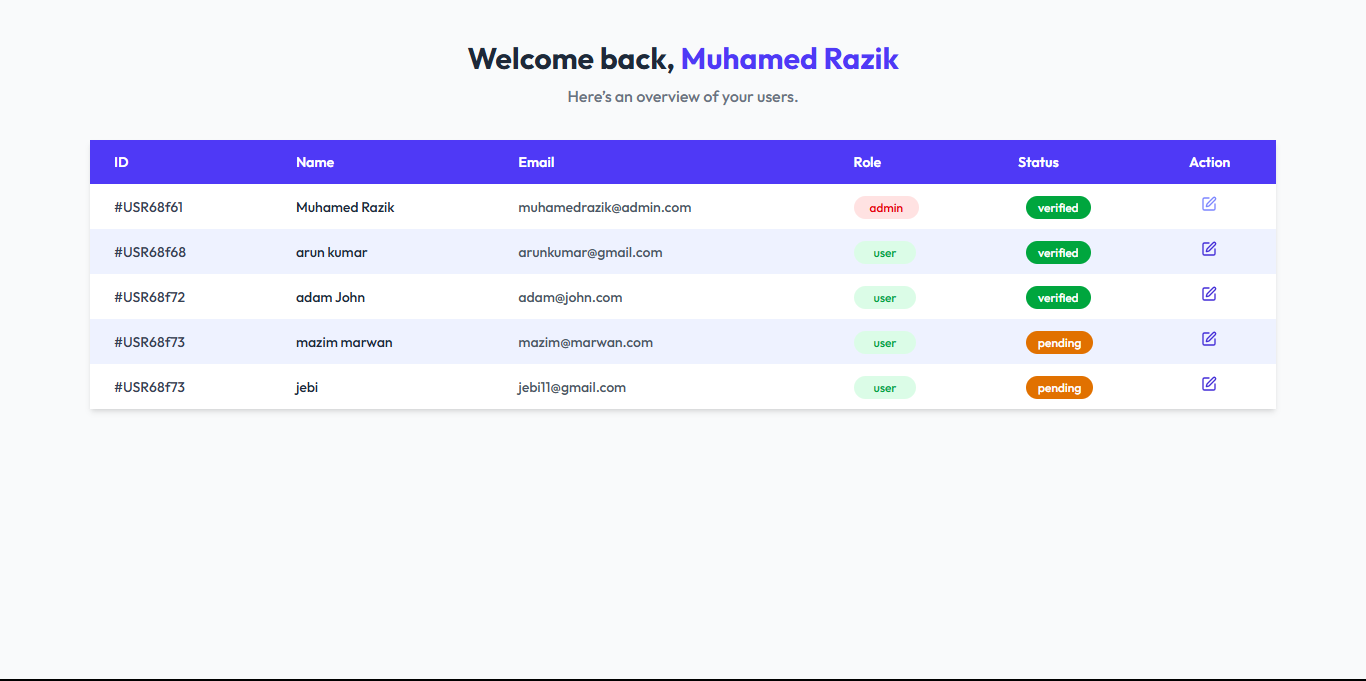 Welcome back, Muhamed Razik
Here's an overview of your users.
ID Name Email Role Status Action
#USR68f61 Muhamed Razik muhamedrazik@admin.com admin verified
#USR68f68 arun kumar arunkumar@gmail.com user verified
#USR68f72 adam John adam@john.com user verified
#USR68f73 mazim marwan mazim@marwan.com user pending
#USR68f73 jebi jebi11@gmail.com user pending